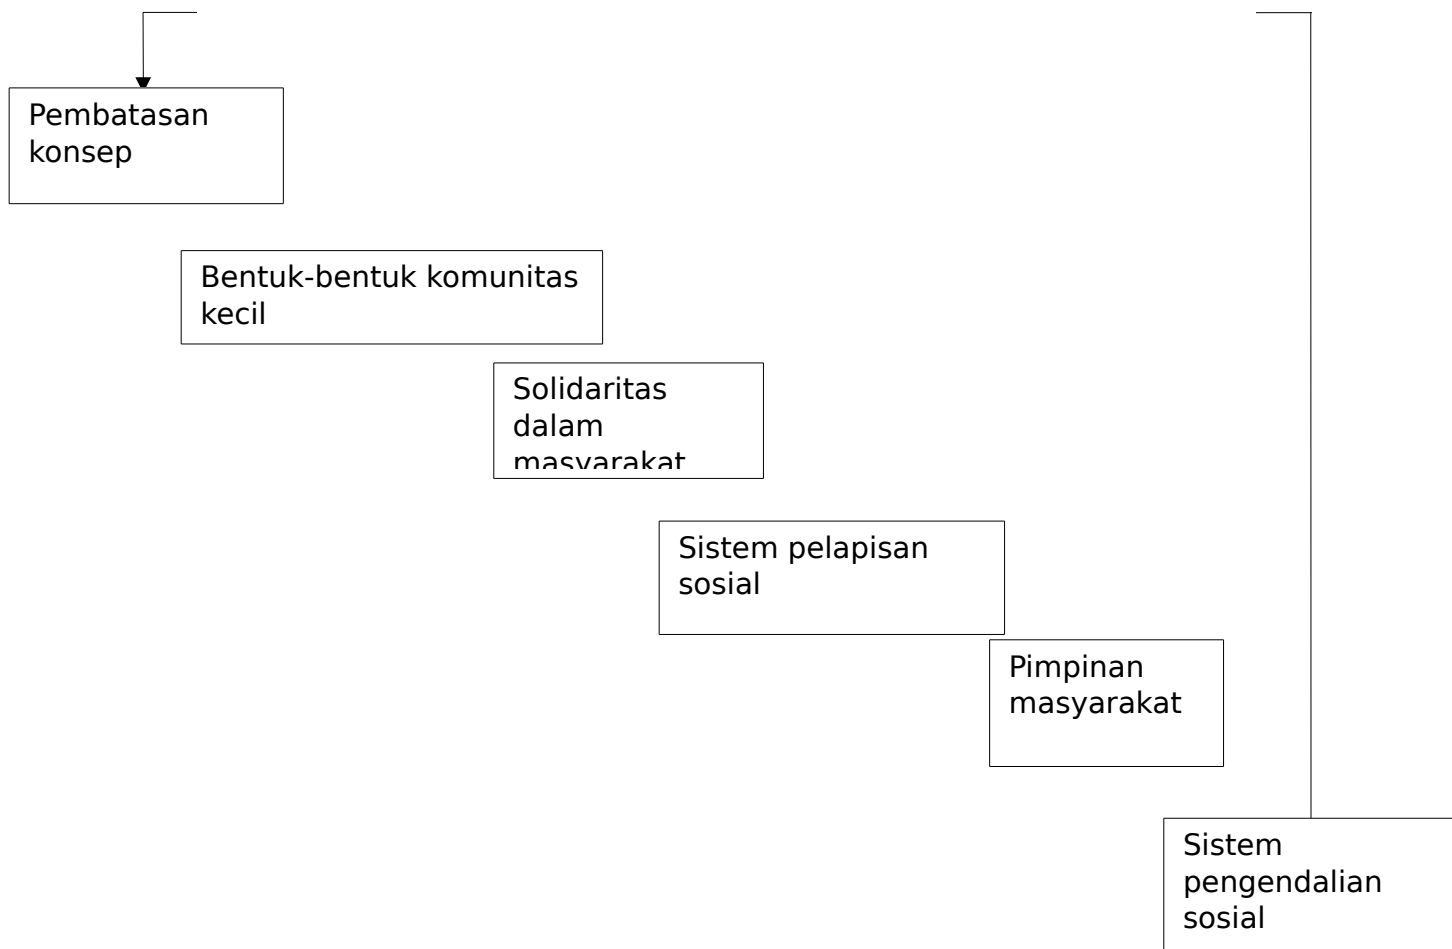 Pembatasan
konsep
Bentuk-bentuk komunitas
kecil
Solidaritas
dalam
masyarakat
Sistem pelapisan
sosial
Pimpinan
masyarakat
Sistem
pengendalian
sosial